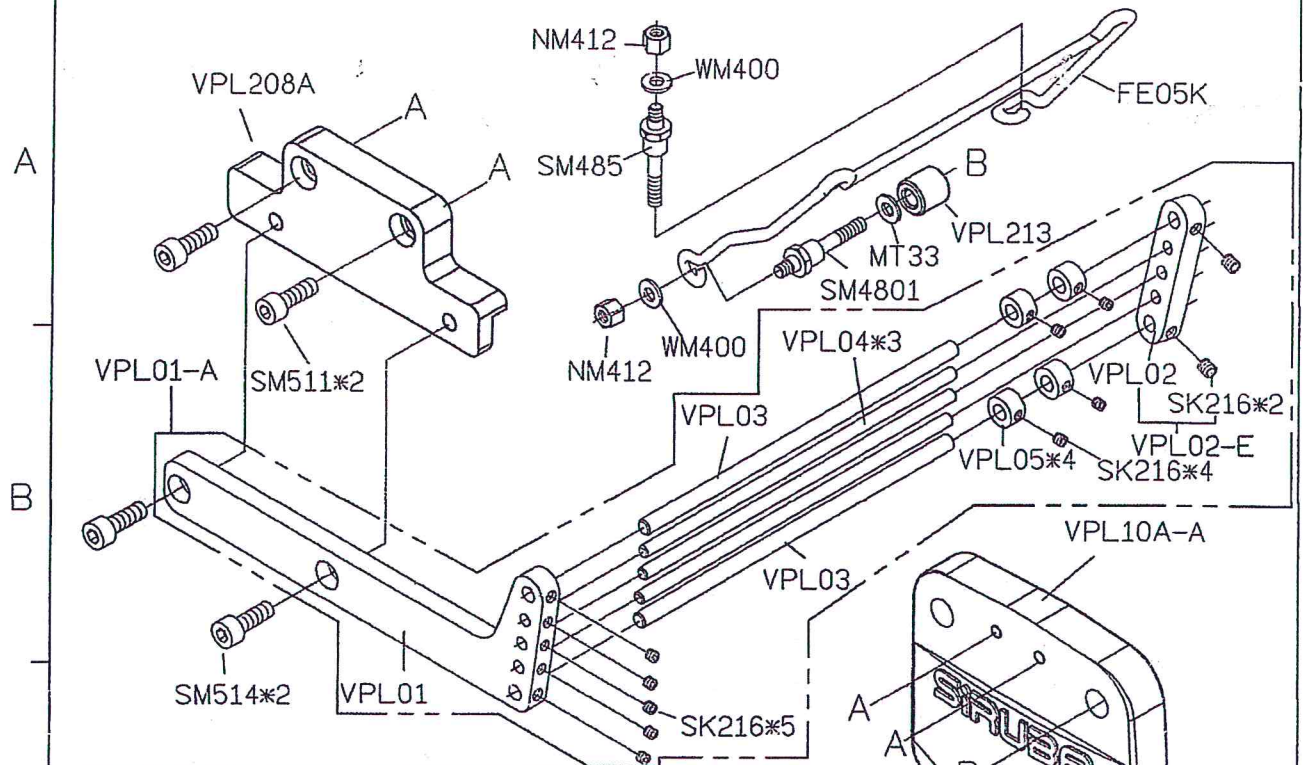 NM412
WM400
VPL208A
A
FE05K
A
SM485
A
B
VPL213
MT33
SM4801
NM412
WM400
VPL04*3
VPL01-A
SM511*2
VPL02
SK216*2
VPL03
VPL02-E
VPL05*4
SK216*4
B
VPL10A-A
VPL03
SM514*2
VPL01
SK216*5
A
A